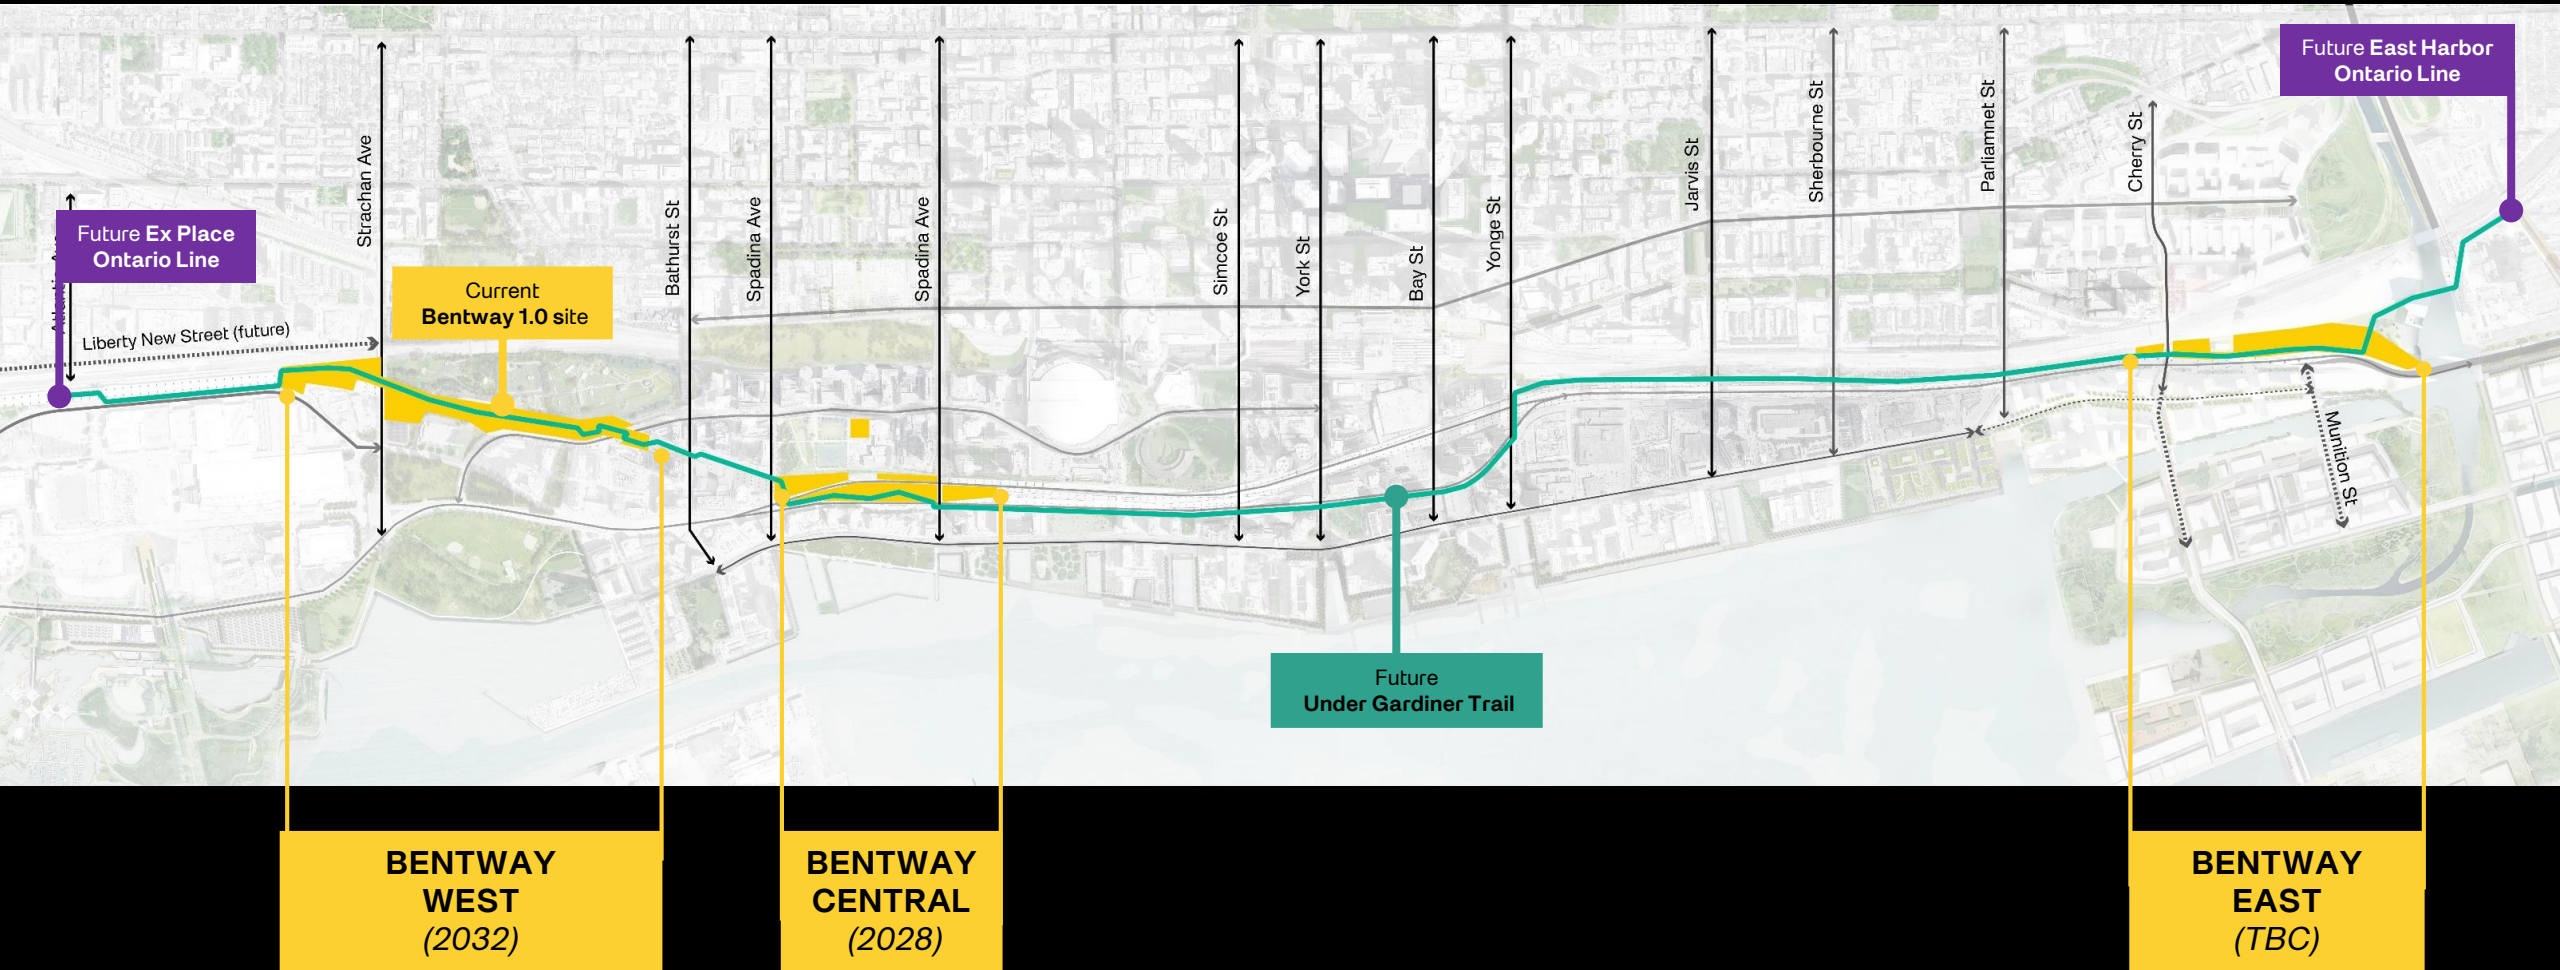 Future East Harbor
Ontario Line
Future Ex Place
Ontario Line
Liberty New Street (future)
Strachan Ave
Current
Bentway 1.0 site
Bathurst St
Spadina Ave
Spadina Ave
Simcoe St
York St
Bay St
Yonge St
Jarvis St
Sherbourne St
Parliamnet St
Cherry St
Munition St
Future
Under Gardiner Trail
BENTWAY
WEST
(2032)
BENTWAY
CENTRAL
(2028)
BENTWAY
EAST
(TBC)